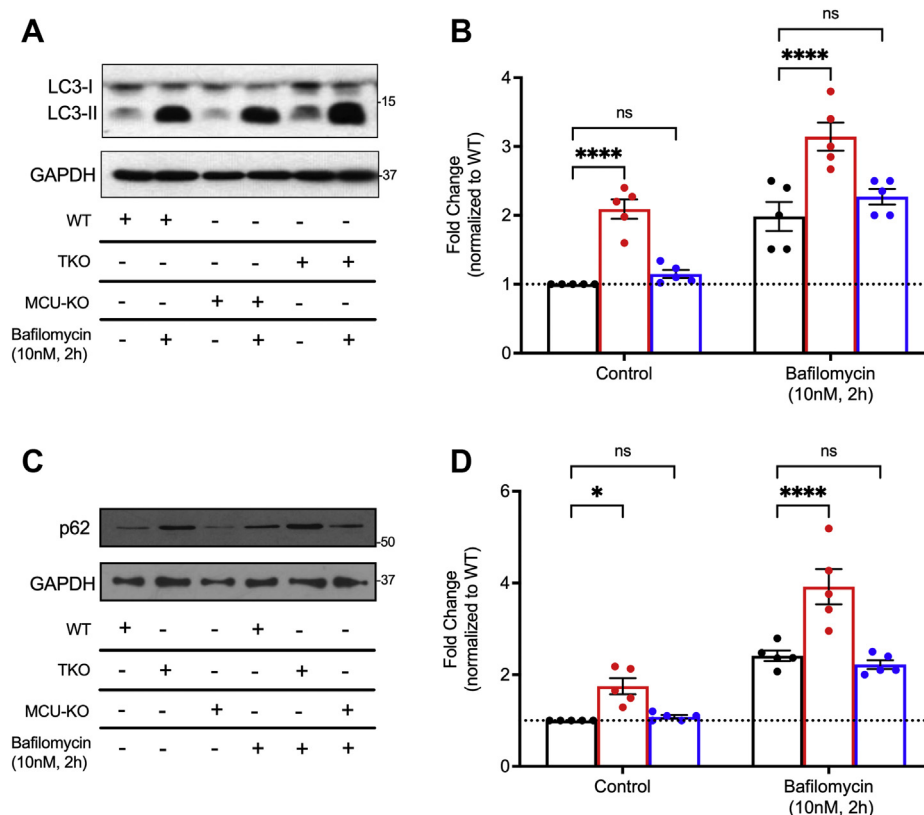 A
LC3-I
LC3-II
15
GAPDH
37
WT + + - - - -
TKO - - - - + +
MCU-KO - - + + - -
Bafilomycin
(10nM, 2h) - + - + - +
B
ns
ns
****
****
Fold Change
(normalized to WT)
4
3
2
1
0
Control
Bafilomycin
(10nM, 2h)
C
p62
-50
GAPDH
-37
WT + - - + - -
TKO - + - - + -
MCU-KO - - + - - +
Bafilomycin
(10nM, 2h) - - - + + +
D
ns
ns
*
****
Fold Change
(normalized to WT)
6
4
2
0
Control
Bafilomycin
(10nM, 2h)